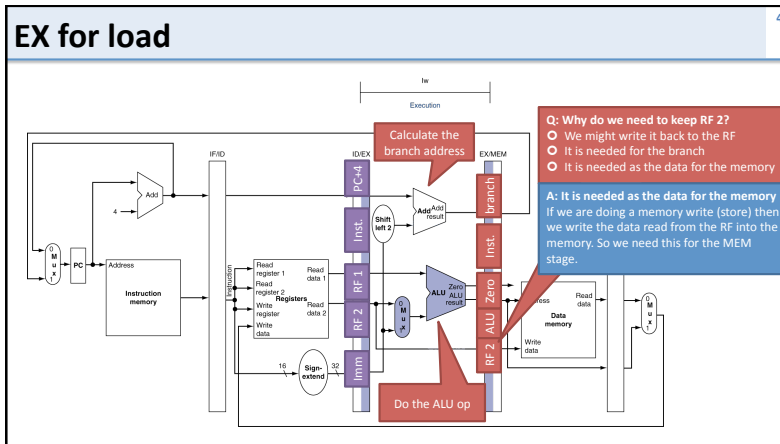 EX for load
4
lw
Execution
Calculate the
branch address
Q: Why do we need to keep RF 2?
We might write it back to the RF
It is needed for the branch
It is needed as the data for the memory
A: It is needed as the data for the memory
If we are doing a memory write (store) then
we write the data read from the RF into the
memory. So we need this for the MEM
stage.
IF/ID
ID/EX
EX/MEM
PC+4
Inst.
RF 1
RF 2
Imm
branch
Inst.
Zero
ALU
RF 2
Add
4
Add
Add
result
Shift
left 2
0
M
u
x
1
PC
Address
Instruction
memory
Instruction
Read
register 1
Read
register 2
Write
register
Write
data
Registers
Read
data 1
Read
data 2
0
M
u
x
1
ALU
Zero
ALU
result
ress
Read
data
Data
memory
Write
data
0
M
u
x
1
16
Sign-
extend
32
Do the ALU op